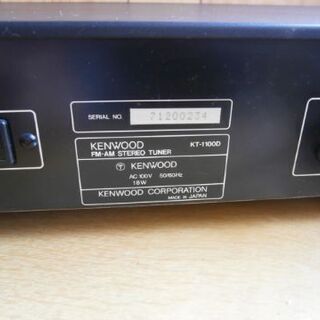 SERIAL NO. 71200234
KENWOOD KT-1100D
FM-AM STEREO TUNER
KENWOOD
AC 100V 50/60Hz
18W
KENWOOD CORPORATION
MADE IN JAPAN